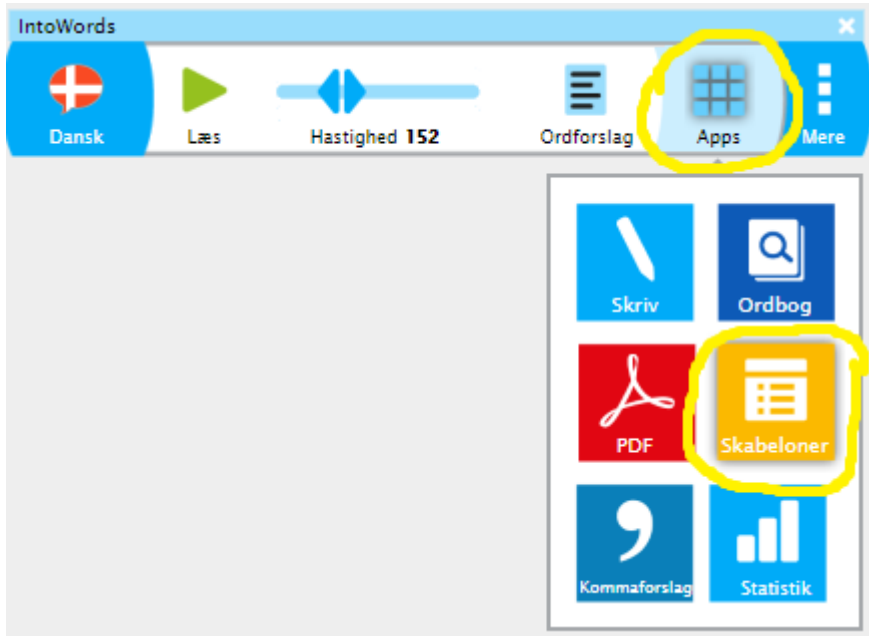 IntoWords
Dansk Læs Hastighed 152 Ordforslag Apps Mere
Skriv Ordbog
PDF Skabeloner
Kommaforslag Statistik